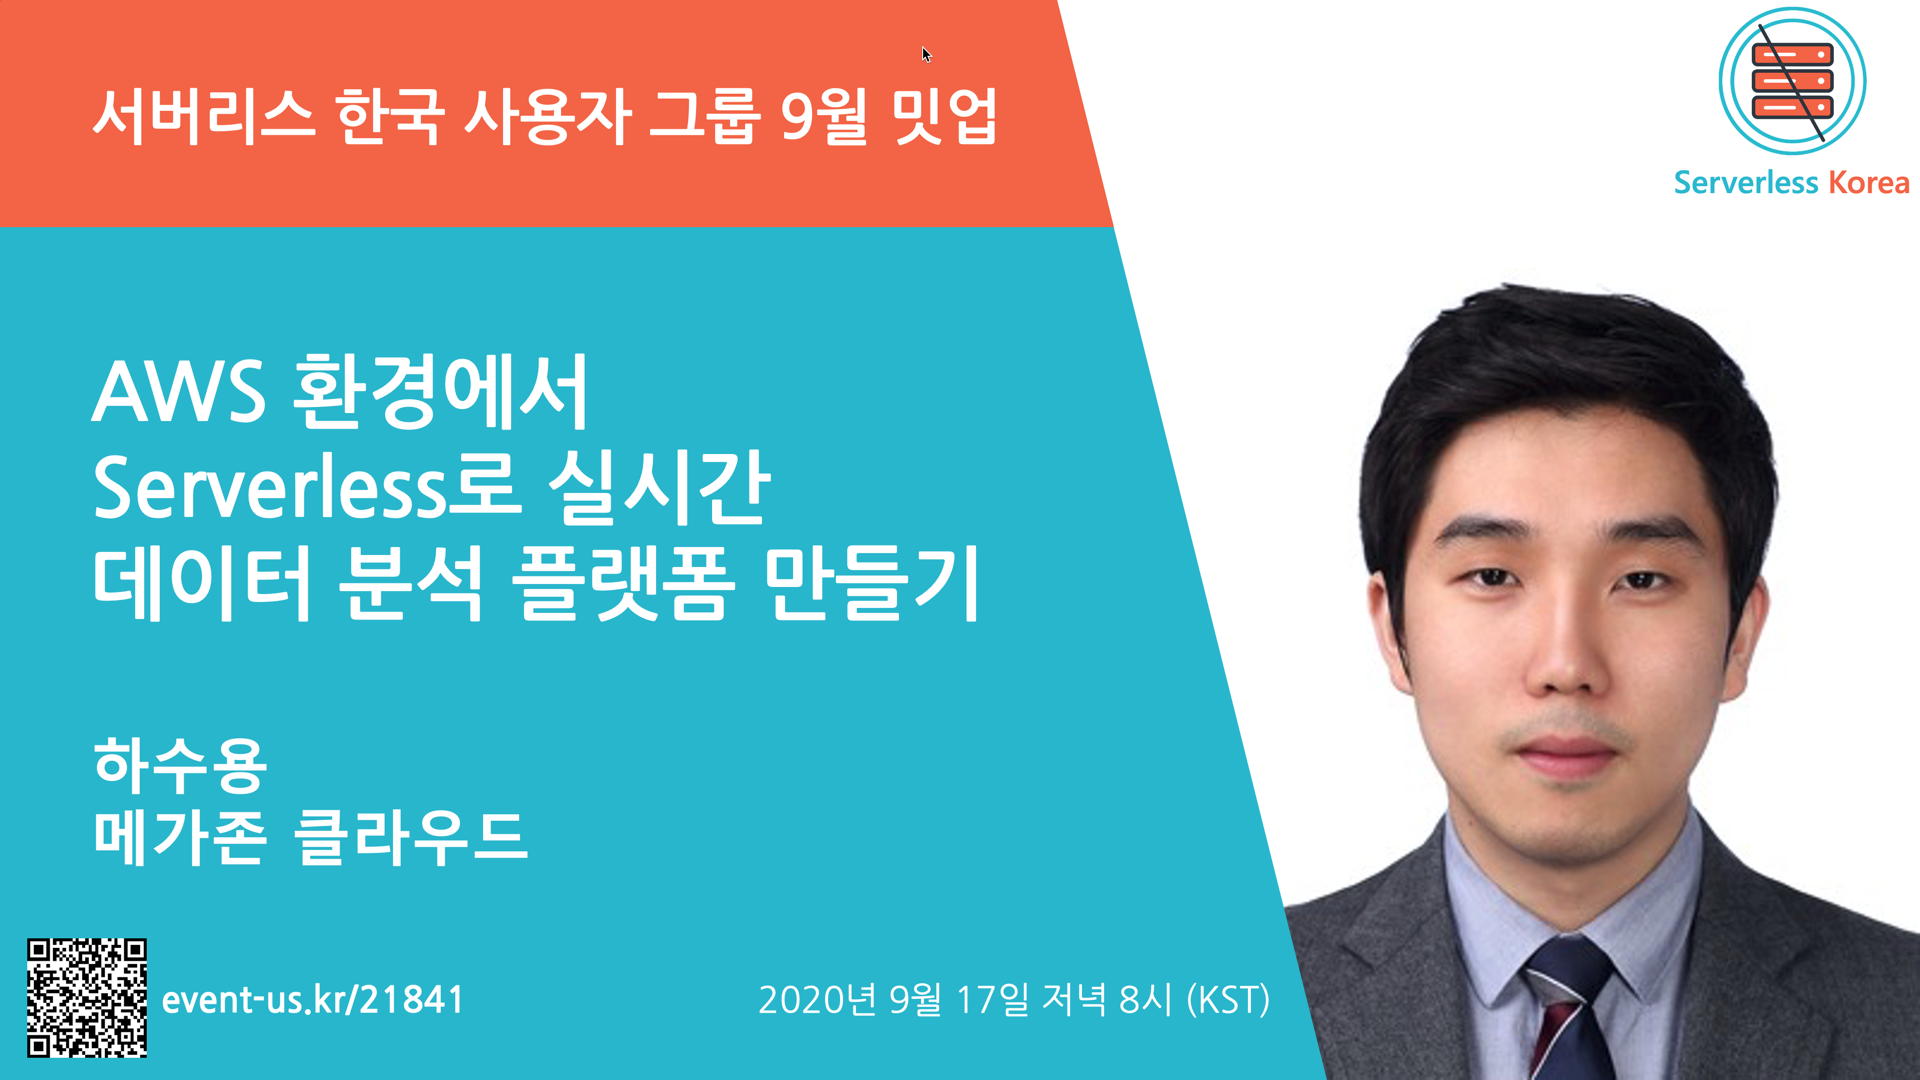 서버리스 한국 사용자 그룹 9월 밋업
Serverless Korea
AWS 환경에서
Serverless로 실시간
데이터 분석 플랫폼 만들기
하수용
메가존 클라우드
event-us.kr/21841
2020년 9월 17일 저녁 8시 (KST)